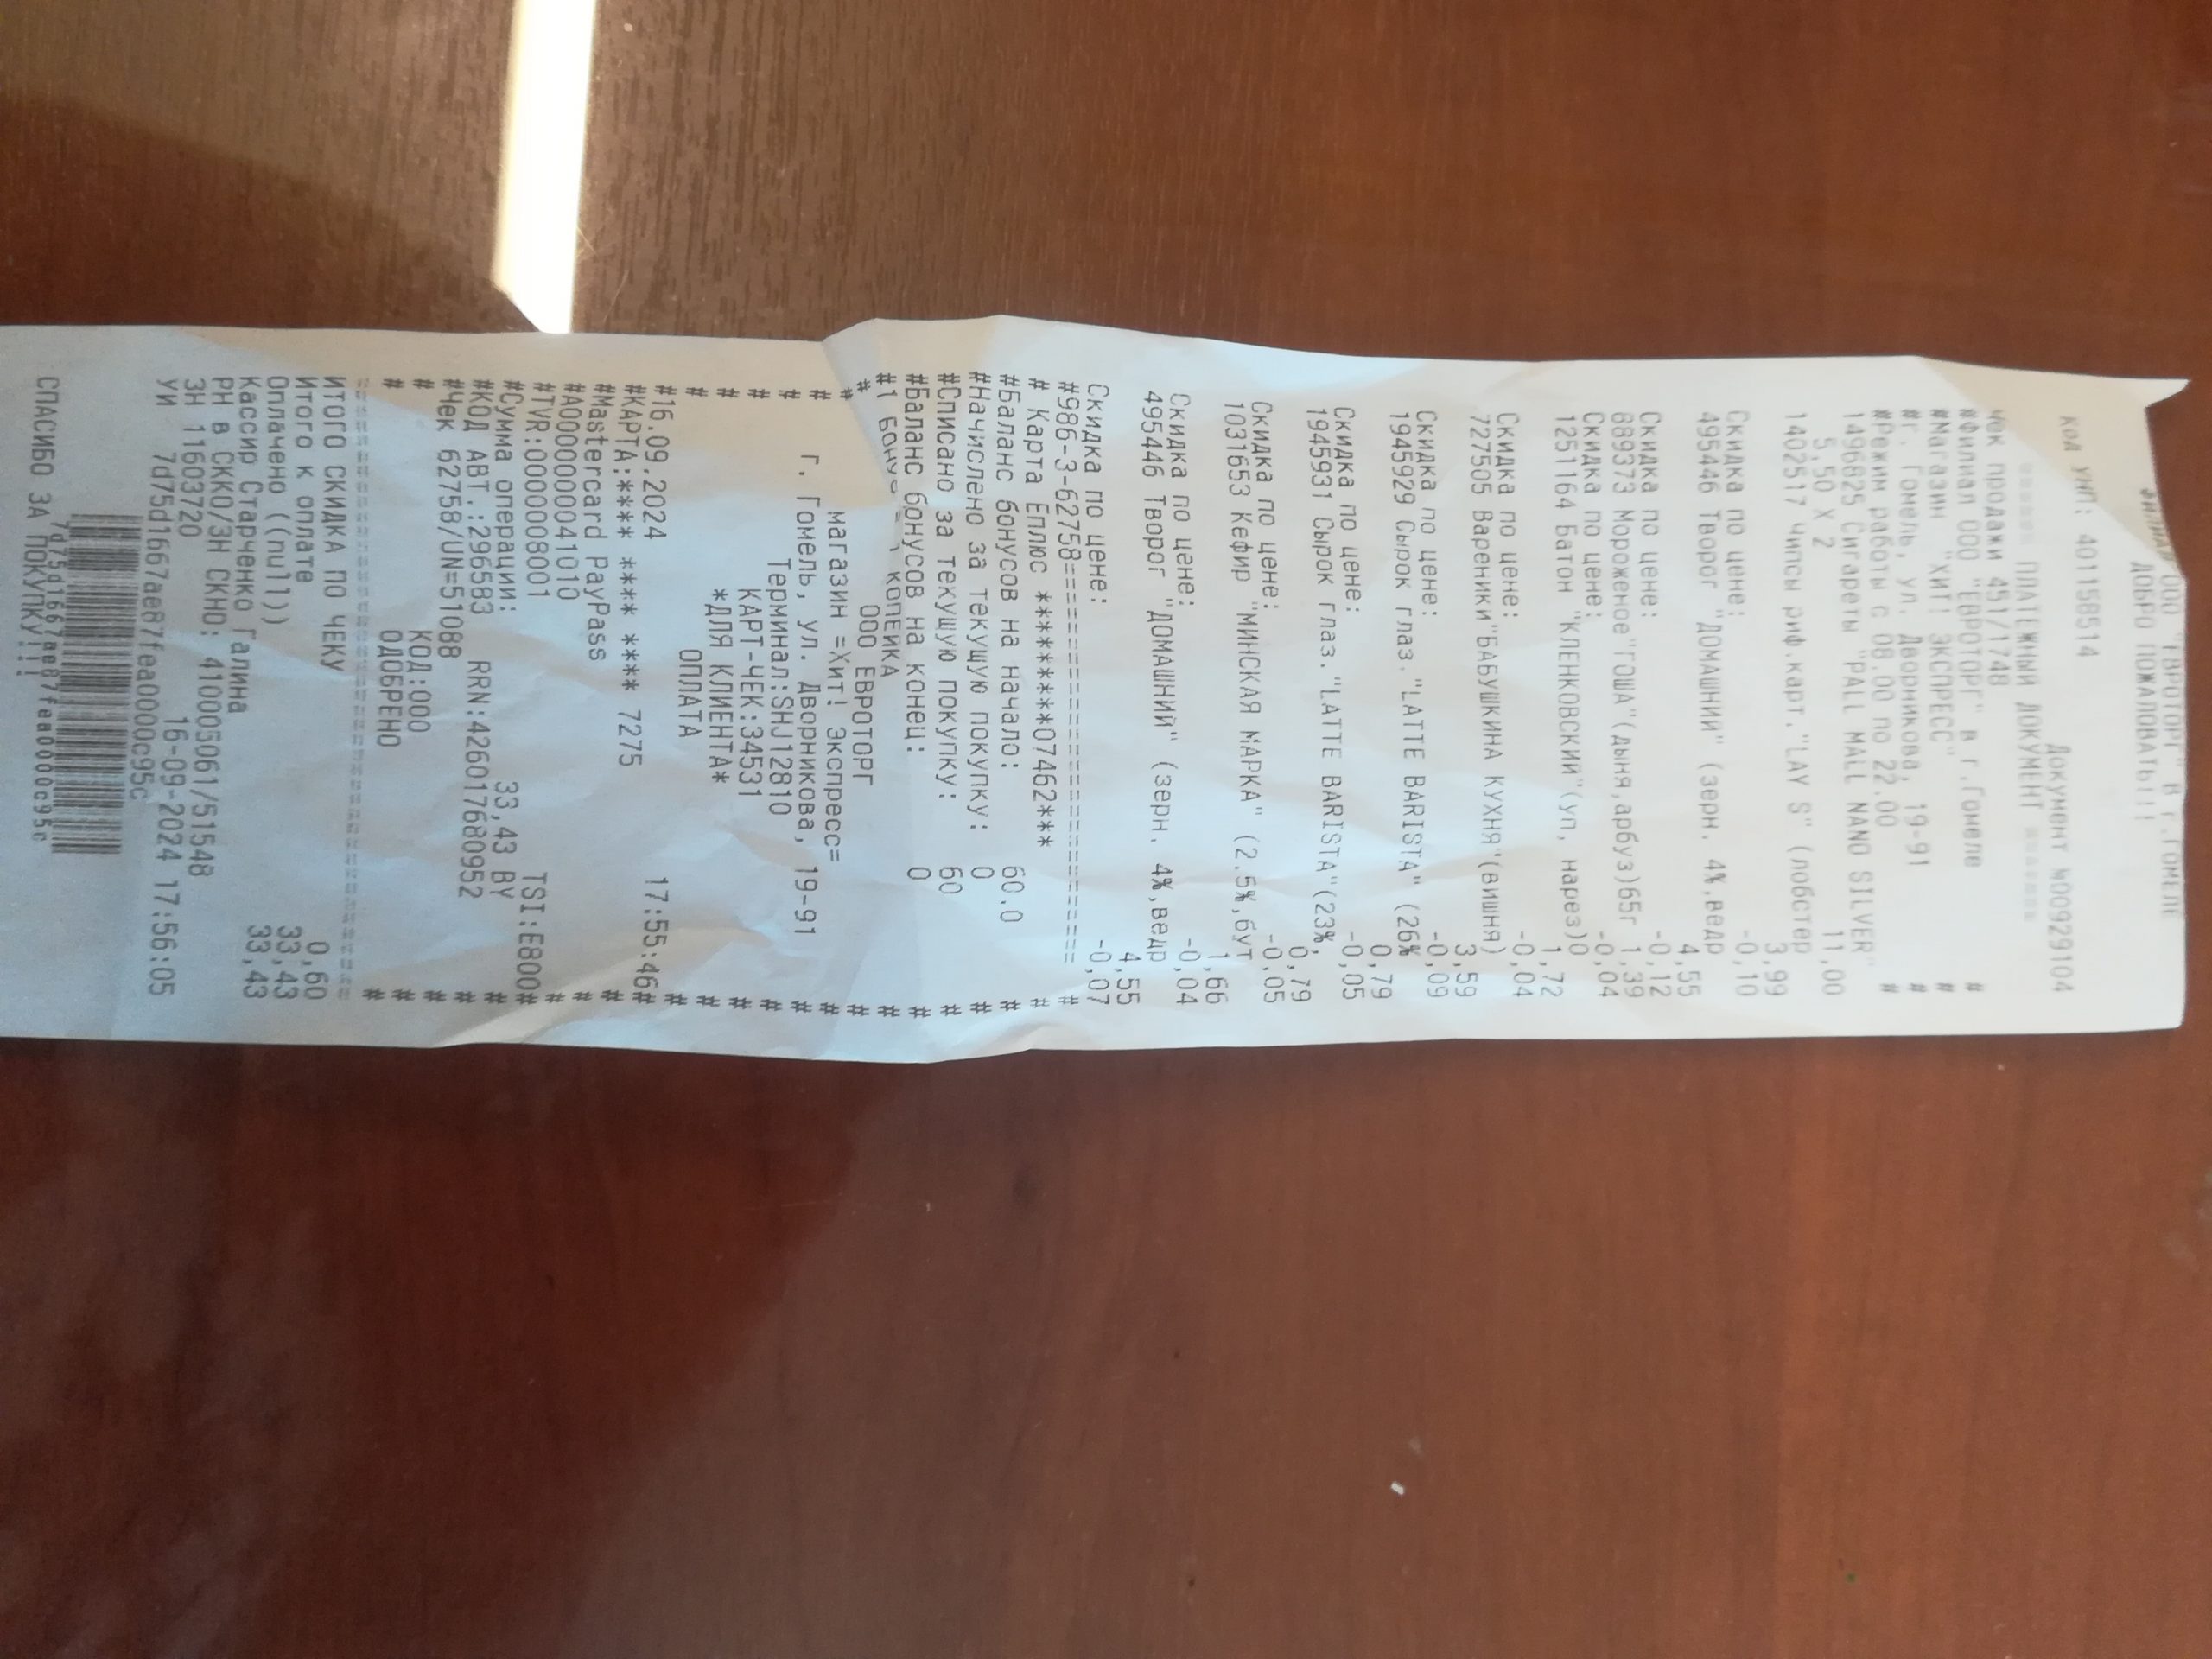 ООО "ЕВРОТОРГ" в г.Гомеле
ДОБРО ПОЖАЛОВАТЬ!!
Документ №00929104
код УНП: 401158514
====== ПЛАТЕЖНЫЙ ДОКУМЕНТ ======
Чек продажи 451/1748
#Филиал ООО "ЕВРОТОРГ" в г.Гомеле #
#Магазин "ХИТ! ЭКСПРЕСС" #
#г. Гомель, ул. Дворникова, 19-91 #
#Режим работы с 08.00 по 22.00 #
1496825 Сигареты "PALL MALL NANO SILVER"
5,50 X 2 11,00
1402517 Чипсы риф.карт."LAY S" (лобстер
3,99
Скидка по цене: -0,10
495446 Творог "ДОМАШНИЙ" (зерн. 4%,ведр
4,55
Скидка по цене: -0,12
889373 Мороженое"ГОША"(дыня,арбуз)65г 1,39
Скидка по цене: -0,04
1251164 Батон "КЛЕНКОВСКИЙ"(уп, нарез)0
1,72
Скидка по цене: -0,04
727505 Вареники"БАБУШКИНА КУХНЯ"(вишня)
3,59
Скидка по цене: -0,09
1945929 Сырок глаз."LATTE BARISTA" (26%
0,79
Скидка по цене: -0,05
1945931 Сырок глаз."LATTE BARISTA"(23%,
0,79
Скидка по цене: -0,05
1031653 Кефир "МИНСКАЯ МАРКА" (2.5%,бут
1,66
Скидка по цене: -0,04
495446 Творог "ДОМАШНИЙ" (зерн. 4%,ведр
4,55
Скидка по цене: -0,07
#986-3-62758======================== #
# Карта Еплюс ********07462*** #
#Баланс бонусов на начало: 60.0 #
#Начислено за текущую покупку: 0 #
#Списано за текущую покупку: 60 #
#Баланс бонусов на конец: 0 #
#1 КОПЕЙКА #
# ООО ЕВРОТОРГ #
# магазин =Хит! Экспресс= #
# г. Гомель, ул. Дворникова, 19-91 #
# Терминал:SHJ12810 #
# КАРТ-ЧЕК:34531 #
# *ДЛЯ КЛИЕНТА* #
# ОПЛАТА #
#16.09.2024 17:55:46#
#КАРТА:**** **** **** 7275 #
#Mastercard PayPass #
#A0000000041010 #
#TVR:0000008001 TSI:E800#
#Сумма операции: 33,43 BY #
#КОД АВТ.:296583 RRN:426017680952 #
#Чек 62758/UN=51088 #
# КОД:000 #
# ОДОБРЕНО #
========================================
ИТОГО СКИДКА ПО ЧЕКУ 0,60
Итого к оплате 33,43
Оплачено ((null)) 33,43
Кассир Старченко Галина
РН в СККО/ЗН СКНО: 410005061/51548
ЗН 11603720
16-09-2024 17:56:05
УИ 7d75d1667ae87fea0000c95c
7d75d1667ae87fea0000c95c
СПАСИБО ЗА ПОКУПКУ!!!